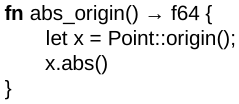 fn abs_origin() → f64 {
let x = Point::origin();
x.abs()
}